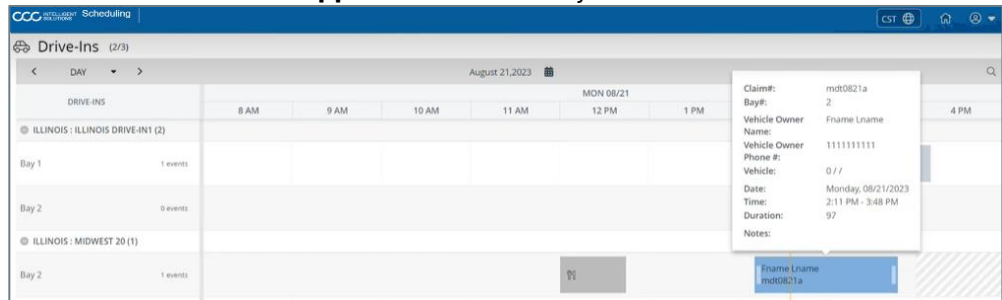 CCC INTELLIGENT SOLUTIONS Scheduling
CST
Drive-Ins (2/3)
DAY
August 21,2023
DRIVE-INS
MON 08/21
8 AM 9 AM 10 AM 11 AM 12 PM 1 PM 4 PM
ILLINOIS : ILLINOIS DRIVE-IN1 (2)
Bay 1 1 events
Bay 2 0 events
ILLINOIS : MIDWEST 20 (1)
Bay 2 1 events
Claim#: mdt0821a
Bay#: 2
Vehicle Owner Name: Fname Lname
Vehicle Owner Phone #: 1111111111
Vehicle: 0 / /
Date: Monday, 08/21/2023
Time: 2:11 PM - 3:48 PM
Duration: 97
Notes:
Fname Lname
mdt0821a